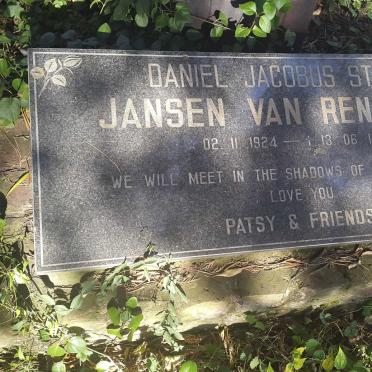 DANIEL JACOBUS ST
JANSEN VAN REN
02 11 1924 — 13 06 1
WE WILL MEET IN THE SHADOWS OF
LOVE YOU
PATSY & FRIENDS